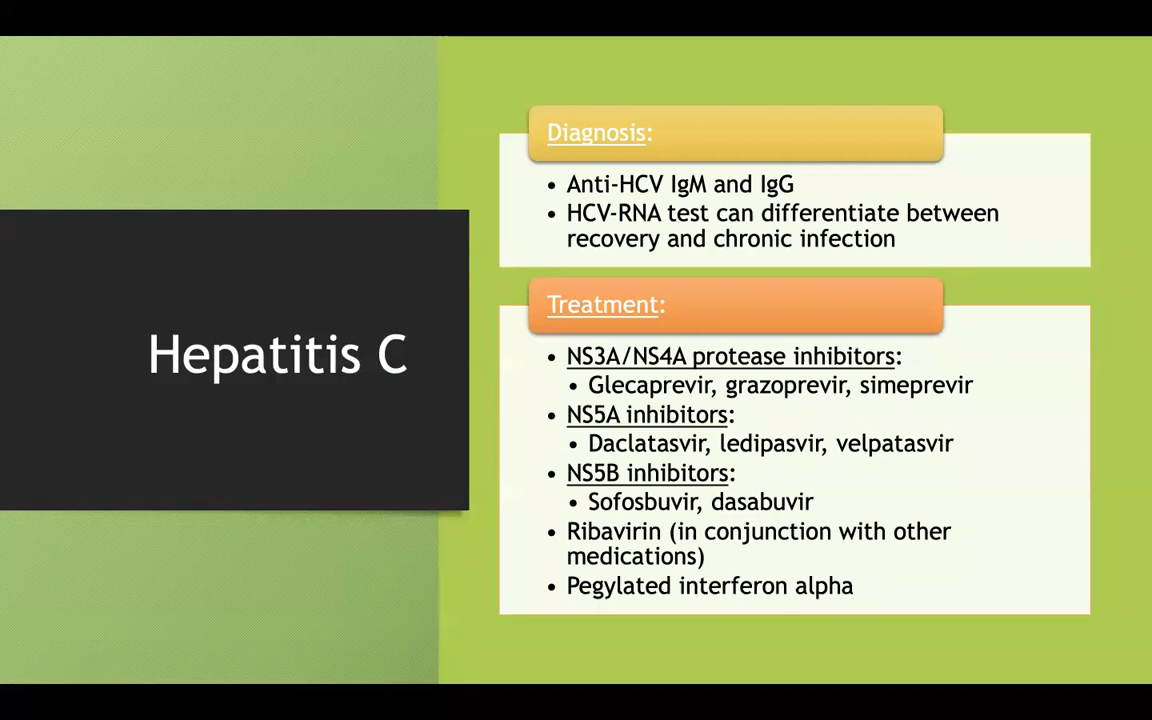 Hepatitis C
Diagnosis:
• Anti-HCV IgM and IgG
• HCV-RNA test can differentiate between
recovery and chronic infection
Treatment:
• NS3A/NS4A protease inhibitors:
• Glecaprevir, grazoprevir, simeprevir
• NS5A inhibitors:
• Daclatasvir, ledipasvir, velpatasvir
• NS5B inhibitors:
• Sofosbuvir, dasabuvir
• Ribavirin (in conjunction with other
medications)
• Pegylated interferon alpha